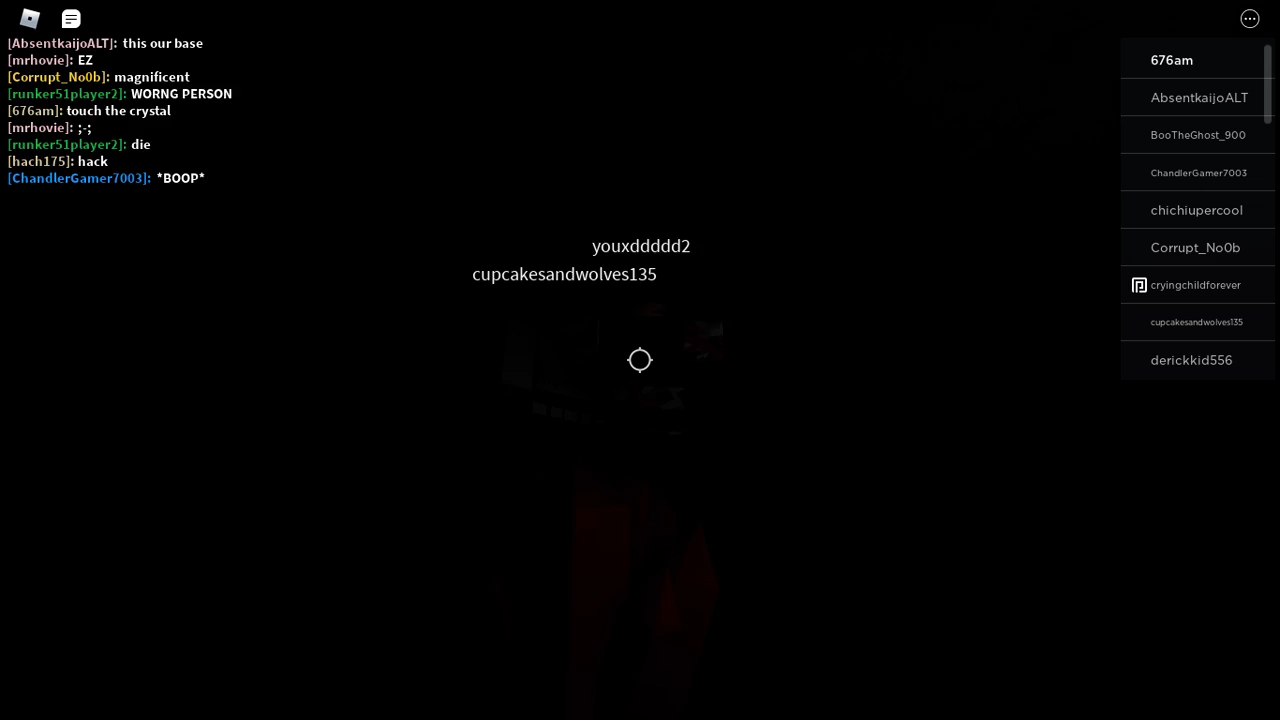 [AbsentkaijoALT]: this our base
[mrhovie]: EZ
[Corrupt_No0b]: magnificent
[runker51player2]: WORNG PERSON
[676am]: touch the crystal
[mrhovie]: ;-;
[runker51player2]: die
[hach175]: hack
[ChandlerGamer7003]: *BOOP*
youxddddd2
cupcakesandwolves135
676am
AbsentkaijoALT
BooTheGhost_900
ChandlerGamer7003
chichiupercool
Corrupt_No0b
cryingchildforever
cupcakesandwolves135
derickkid556